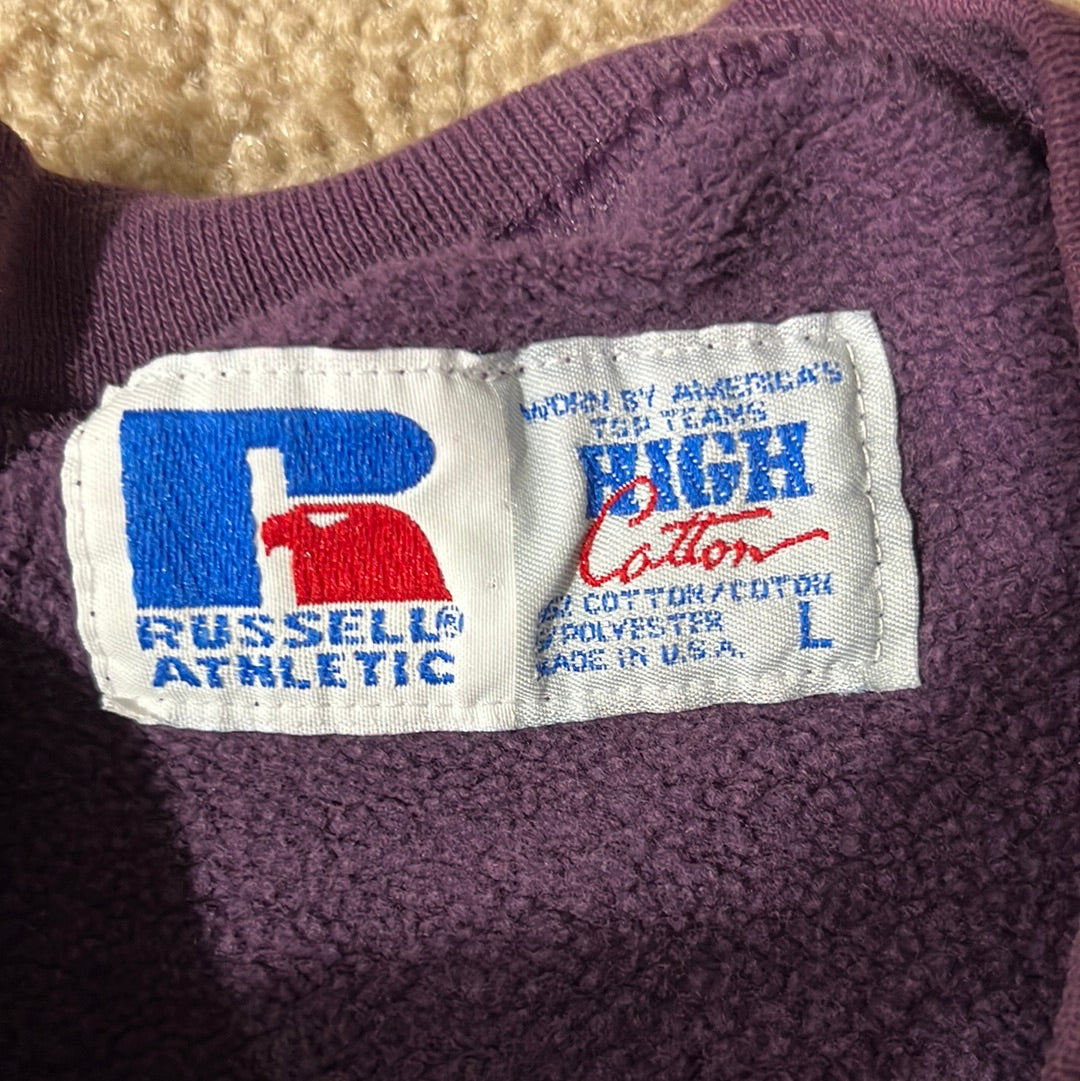 RUSSELL®
ATHLETIC
WORN BY AMERICA'S
TOP TEAMS
HIGH
Cotton
COTTON/COTON
POLYESTER
L
MADE IN U.S.A.